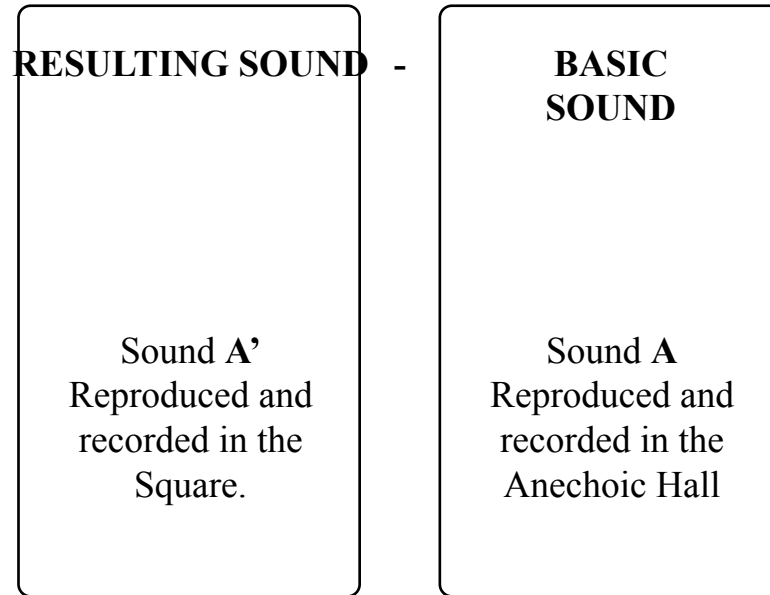 RESULTING SOUND - BASIC
SOUND
Sound A’
Reproduced and
recorded in the
Square.
Sound A
Reproduced and
recorded in the
Anechoic Hall